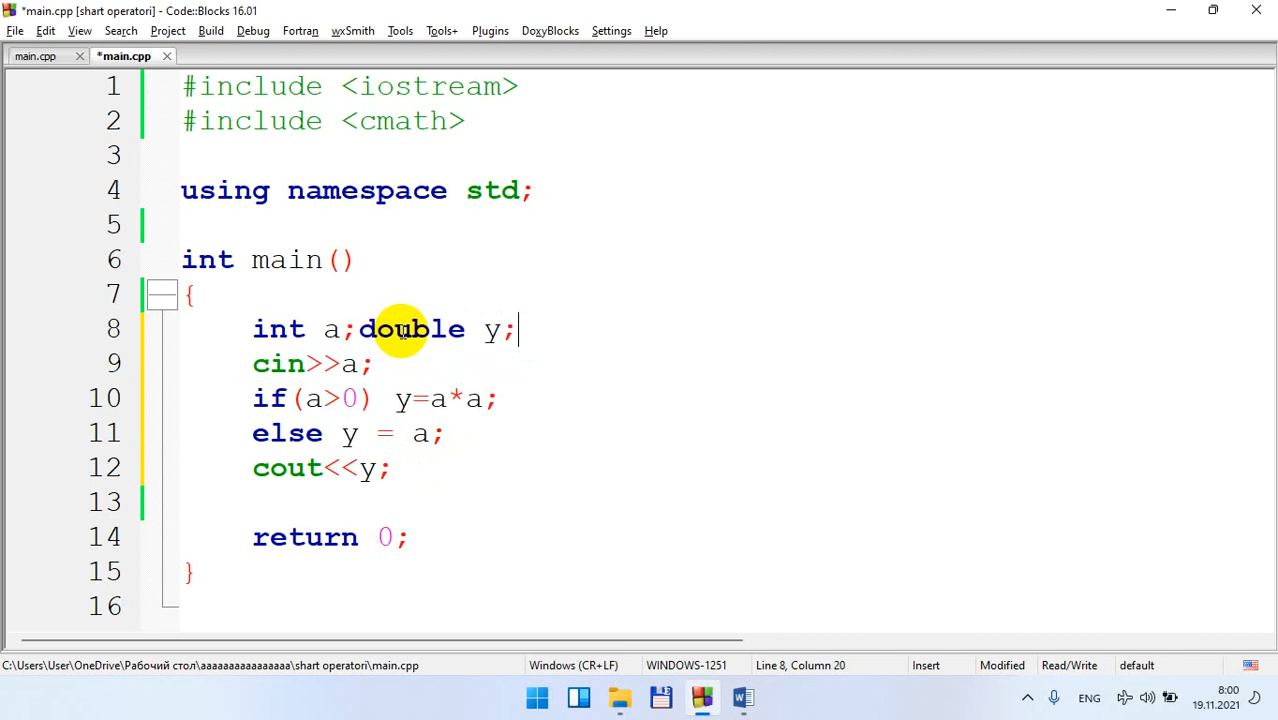 *main.cpp [shart operatori] - Code::Blocks 16.01
File Edit View Search Project Build Debug Fortran wxSmith Tools Tools+ Plugins DoxyBlocks Settings Help
main.cpp *main.cpp
1 #include <iostream>
2 #include <cmath>
3
4 using namespace std;
5
6 int main()
7 {
8 int a;double y;
9 cin>>a;
10 if(a>0) y=a*a;
11 else y = a;
12 cout<<y;
13
14 return 0;
15 }
16
C:\Users\User\OneDrive\Рабочий стол\aaaaaaaaaaaaaaaa\shart operatori\main.cpp Windows (CR+LF) WINDOWS-1251 Line 8, Column 20 Insert Modified Read/Write default
ENG 8:00
19.11.2021